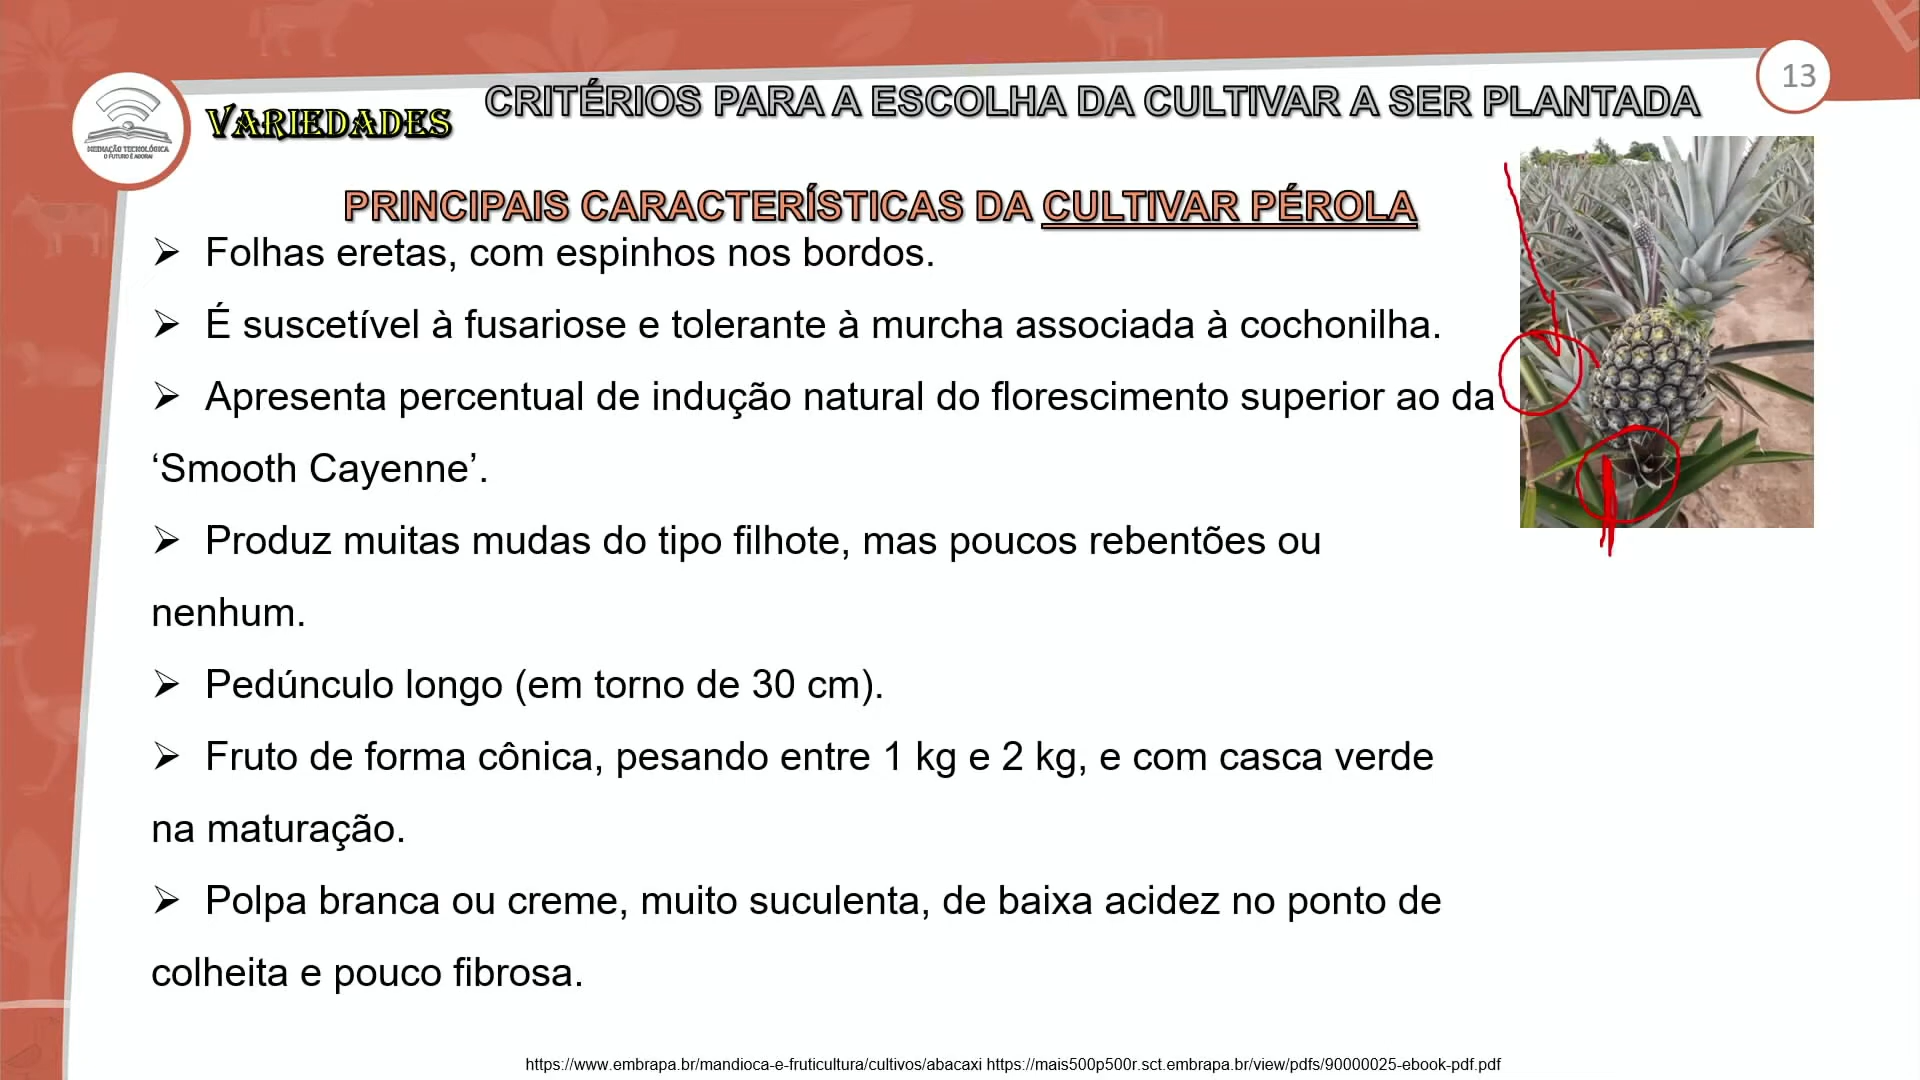 13
MEDIAÇÃO TECNOLÓGICA
O FUTURO É AGORA!
VARIEDADES
CRITÉRIOS PARA A ESCOLHA DA CULTIVAR A SER PLANTADA
PRINCIPAIS CARACTERÍSTICAS DA CULTIVAR PÉROLA
➢ Folhas eretas, com espinhos nos bordos.
➢ É suscetível à fusariose e tolerante à murcha associada à cochonilha.
➢ Apresenta percentual de indução natural do florescimento superior ao da
‘Smooth Cayenne’.
➢ Produz muitas mudas do tipo filhote, mas poucos rebentões ou
nenhum.
➢ Pedúnculo longo (em torno de 30 cm).
➢ Fruto de forma cônica, pesando entre 1 kg e 2 kg, e com casca verde
na maturação.
➢ Polpa branca ou creme, muito suculenta, de baixa acidez no ponto de
colheita e pouco fibrosa.
https://www.embrapa.br/mandioca-e-fruticultura/cultivos/abacaxi https://mais500p500r.sct.embrapa.br/view/pdfs/90000025-ebook-pdf.pdf